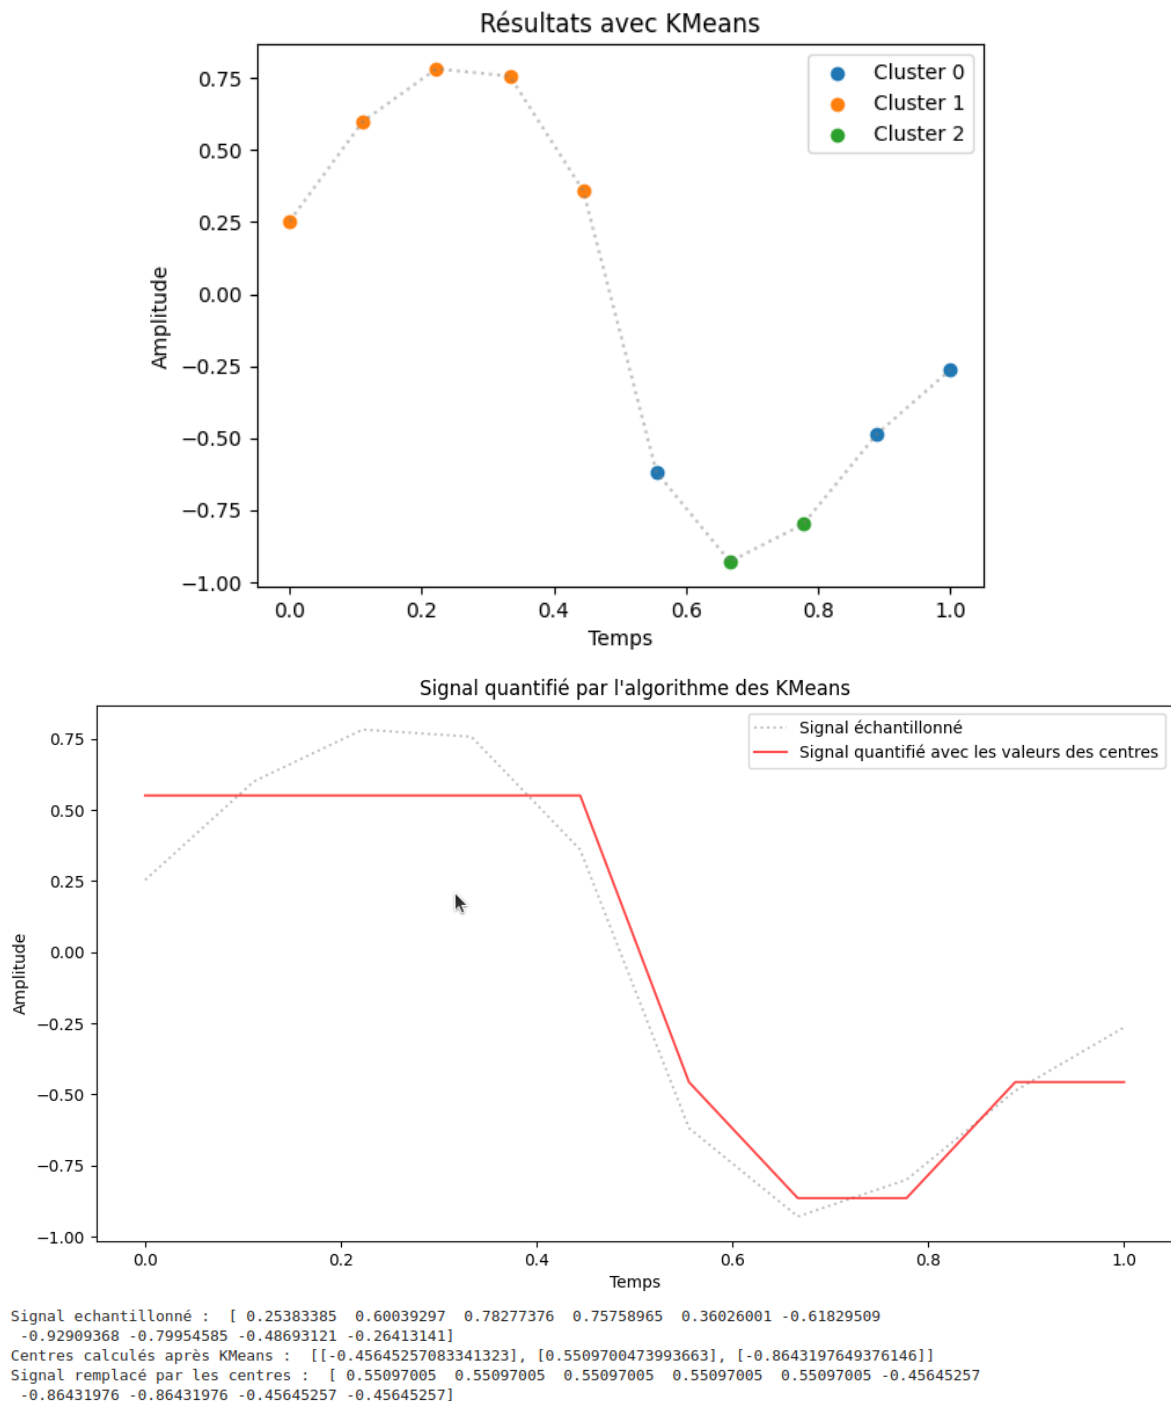 Résultats avec KMeans
Cluster 0
Cluster 1
Cluster 2
0.75
0.50
0.25
0.00
−0.25
−0.50
−0.75
−1.00
Amplitude
0.0 0.2 0.4 0.6 0.8 1.0
Temps
Signal quantifié par l'algorithme des KMeans
Signal échantillonné
Signal quantifié avec les valeurs des centres
0.75
0.50
0.25
0.00
−0.25
−0.50
−0.75
−1.00
Amplitude
0.0 0.2 0.4 0.6 0.8 1.0
Temps
Signal echantillonné :  [ 0.25383385  0.60039297  0.78277376  0.75758965  0.36026001 -0.61829509
 -0.92909368 -0.79954585 -0.48693121 -0.26413141]
Centres calculés après KMeans :  [[-0.45645257083341323], [0.5509700473993663], [-0.8643197649376146]]
Signal remplacé par les centres :  [ 0.55097005  0.55097005  0.55097005  0.55097005  0.55097005 -0.45645257
 -0.86431976 -0.86431976 -0.45645257 -0.45645257]